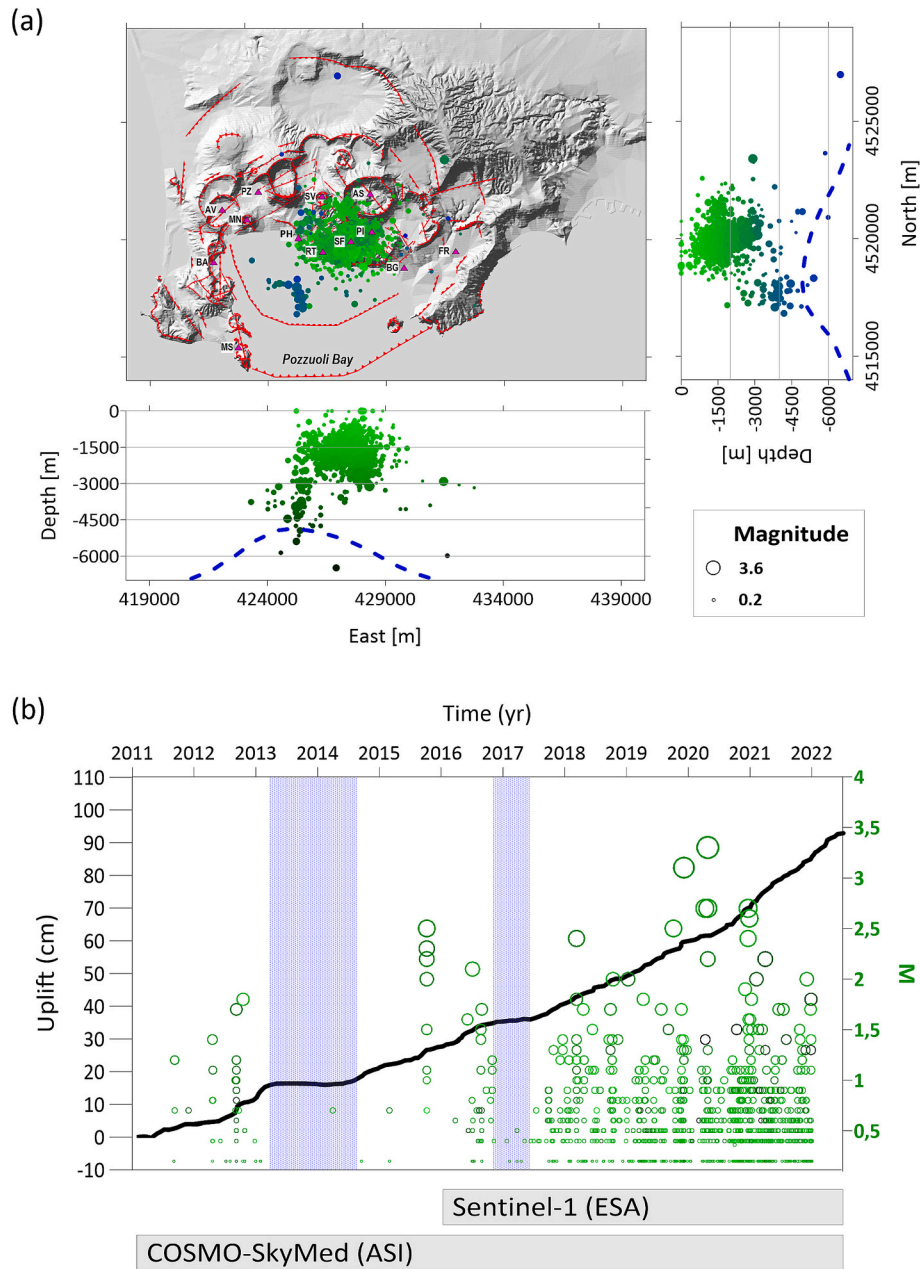 (a)
PZ
SV
AS
AV
MN
PH
PI
SF
RT
BA
BG
FR
MS
Pozzuoli Bay
4525000
4520000
4515000
North [m]
0
-1500
-3000
-4500
-6000
Depth [m]
0
-1500
-3000
-4500
-6000
Depth [m]
419000 424000 429000 434000 439000
East [m]
Magnitude
3.6
0.2
(b)
Time (yr)
2011 2012 2013 2014 2015 2016 2017 2018 2019 2020 2021 2022
110
100
90
80
70
60
50
40
30
20
10
0
-10
Uplift (cm)
4
3,5
3
2,5
2
1,5
1
0,5
M
Sentinel-1 (ESA)
COSMO-SkyMed (ASI)